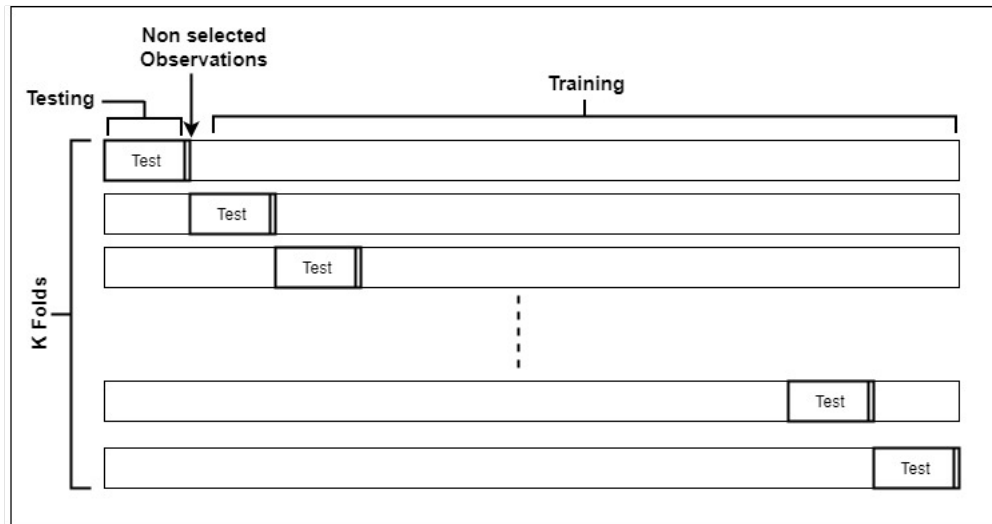 Non selected
Observations
Training
Testing
Test
Test
Test
K Folds
Test
Test